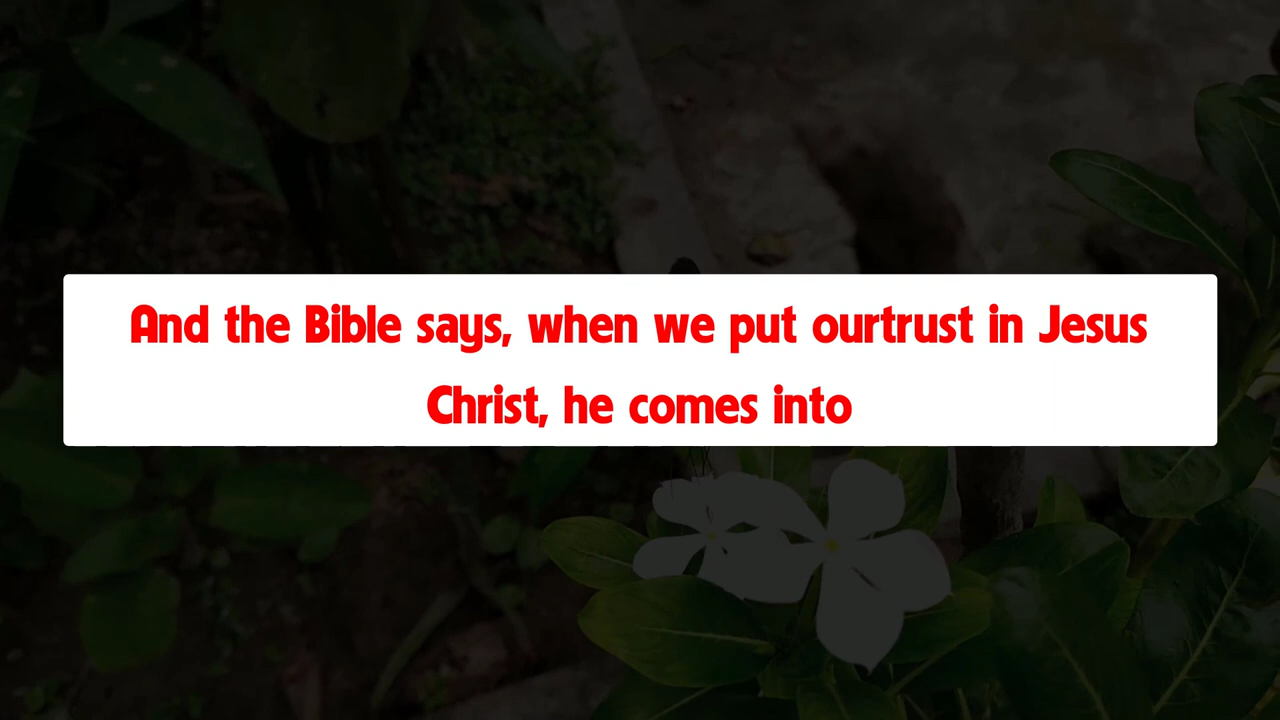 And the Bible says, when we put ourtrust in Jesus
Christ, he comes into